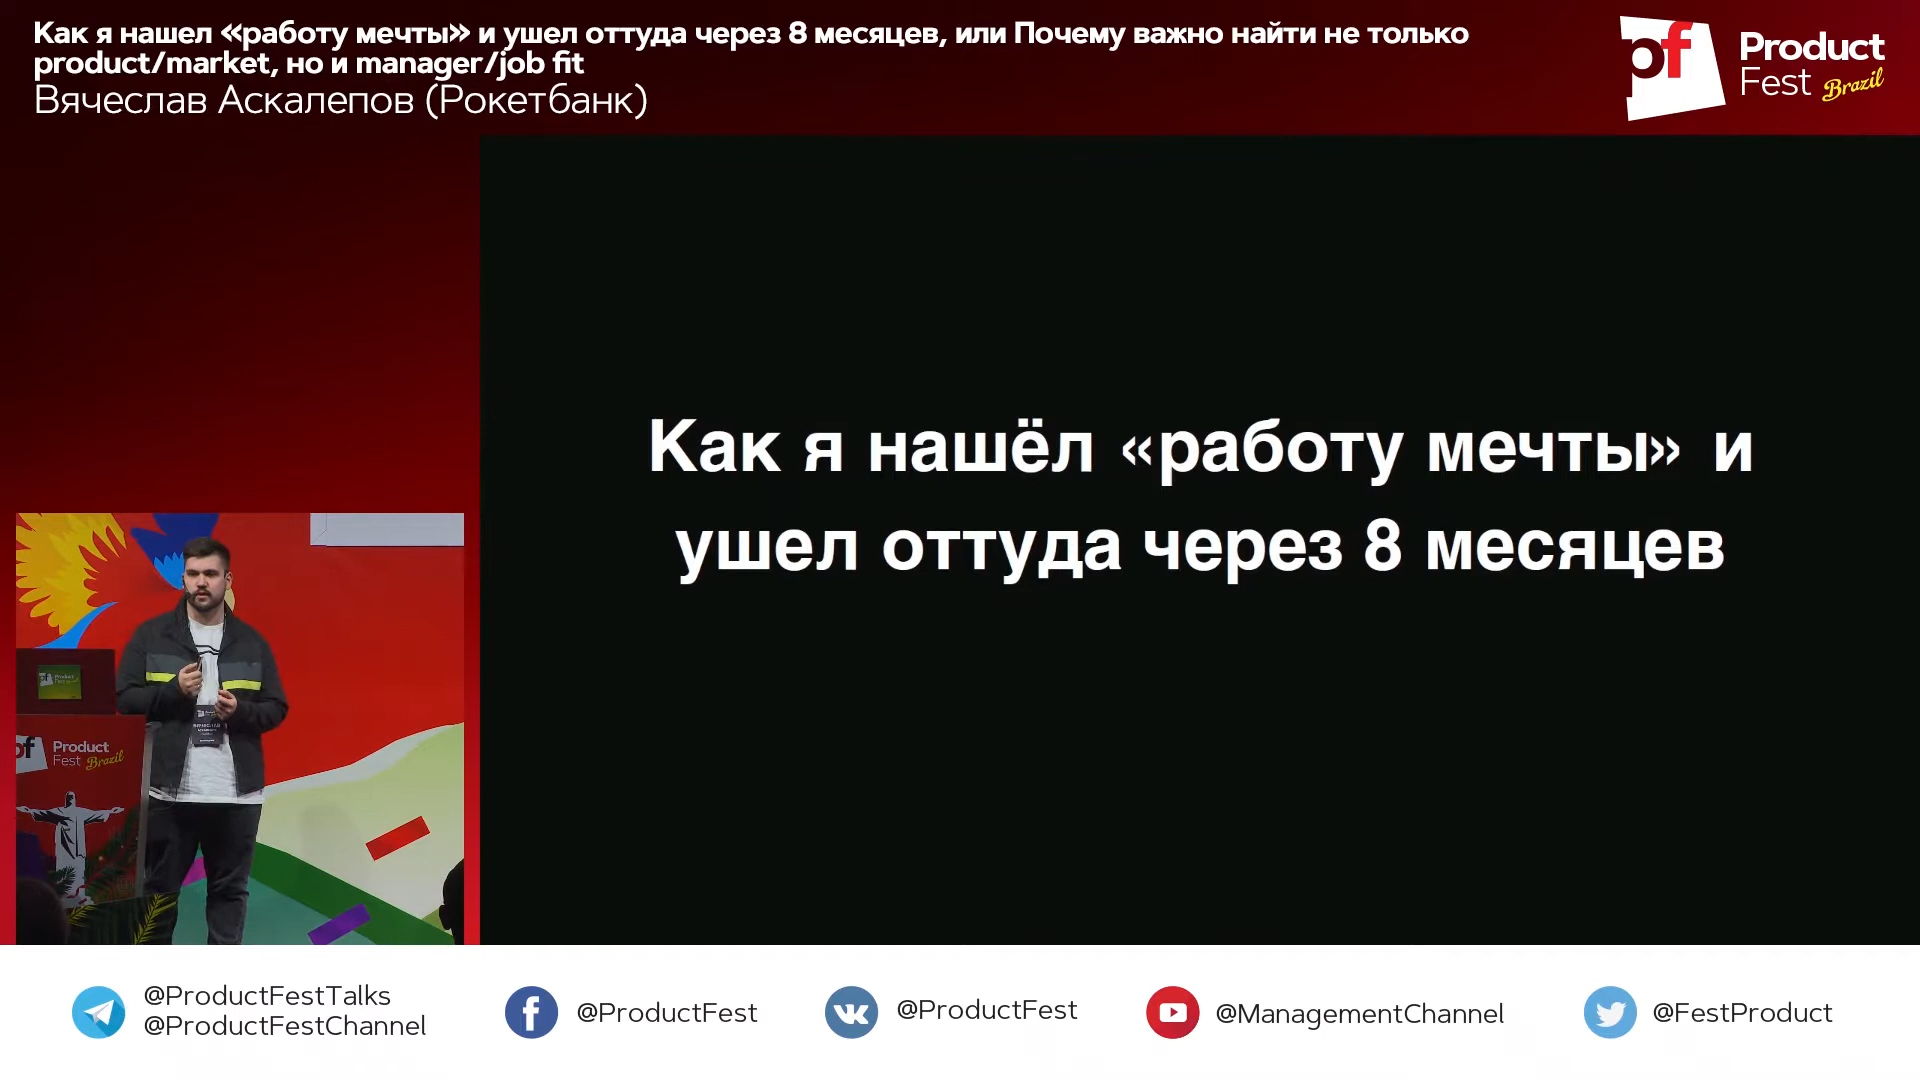 Как я нашел «работу мечты» и ушел оттуда через 8 месяцев, или Почему важно найти не только
product/market, но и manager/job fit
Вячеслав Аскалепов (Рокетбанк)
pf
Product
Fest Brazil
Как я нашёл «работу мечты» и
ушел оттуда через 8 месяцев
pf
Product
Fest Brazil
@ProductFestTalks
@ProductFestChannel
@ProductFest
@ProductFest
@ManagementChannel
@FestProduct